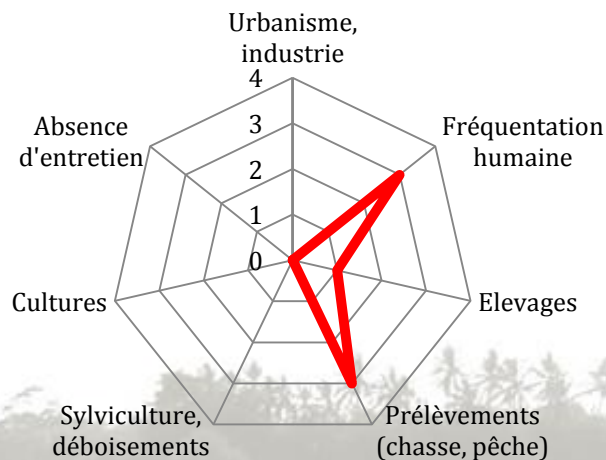 Urbanisme,
industrie
4
3
2
1
0
Absence
d'entretien
Fréquentation
humaine
Cultures
Elevages
Sylviculture,
déboisements
Prélèvements
(chasse, pêche)